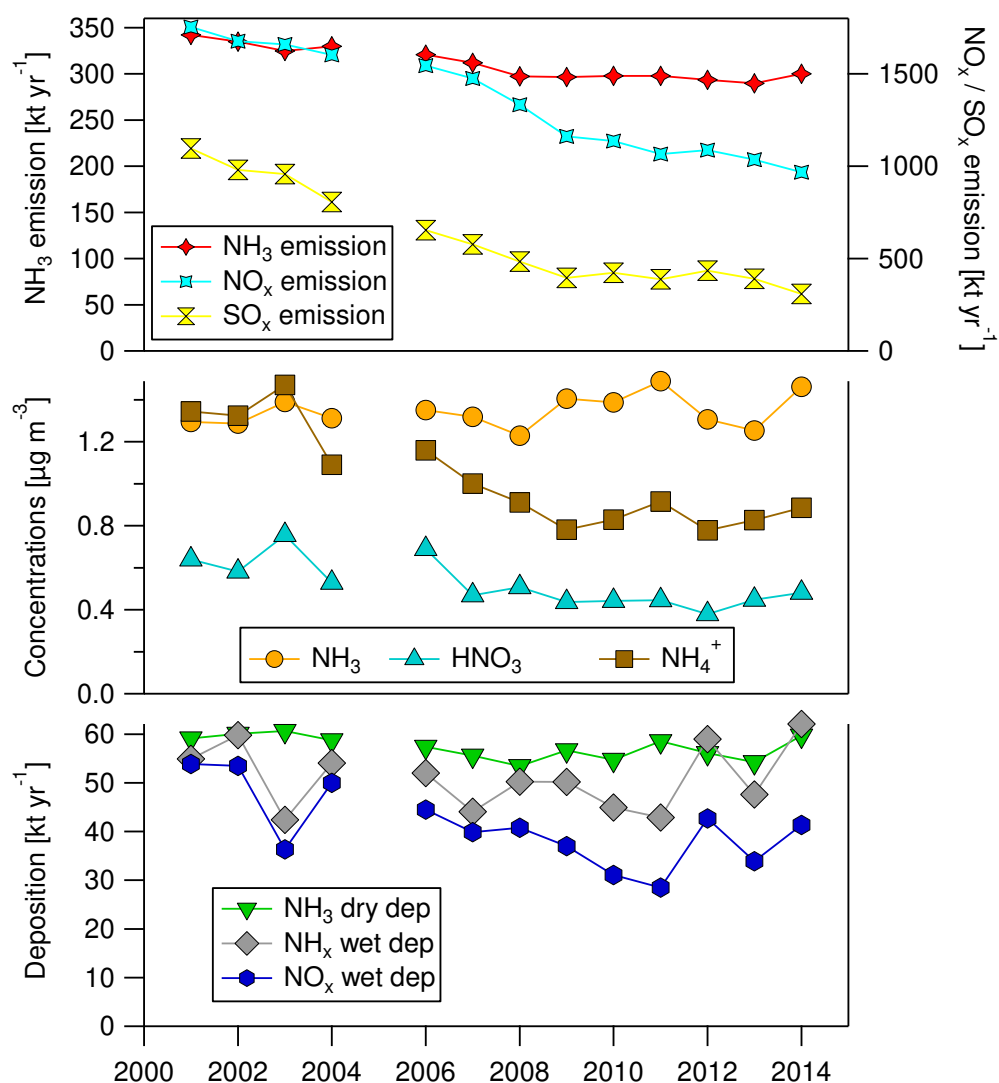 NH₃ emission [kt yr⁻¹]
350
300
250
200
150
100
50
0
NH₃ emission
NOₓ emission
SOₓ emission
1500
1000
500
0
NOₓ / SOₓ emission [kt yr⁻¹]
Concentrations [µg m⁻³]
1.2
0.8
0.4
0.0
NH₃
HNO₃
NH₄⁺
Deposition [kt yr⁻¹]
60
50
40
30
20
10
0
NH₃ dry dep
NHₓ wet dep
NOₓ wet dep
2000 2002 2004 2006 2008 2010 2012 2014